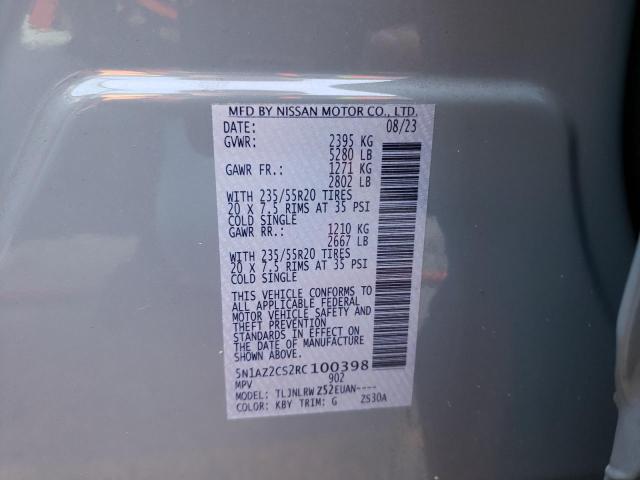 MFD BY NISSAN MOTOR CO., LTD.
DATE: 08/23
GVWR: 2395 KG
5280 LB
GAWR FR.: 1271 KG
2802 LB
WITH 235/55R20 TIRES
20 X 7.5 RIMS AT 35 PSI
COLD SINGLE
GAWR RR.: 1210 KG
2667 LB
WITH 235/55R20 TIRES
20 X 7.5 RIMS AT 35 PSI
COLD SINGLE
THIS VEHICLE CONFORMS TO
ALL APPLICABLE FEDERAL
MOTOR VEHICLE SAFETY AND
THEFT PREVENTION
STANDARDS IN EFFECT ON
THE DATE OF MANUFACTURE
SHOWN ABOVE.
5N1AZ2CS2RC100398
MPV 902
MODEL: TLJNLRW Z52EUAN----
COLOR: KBY TRIM: G ZS30A